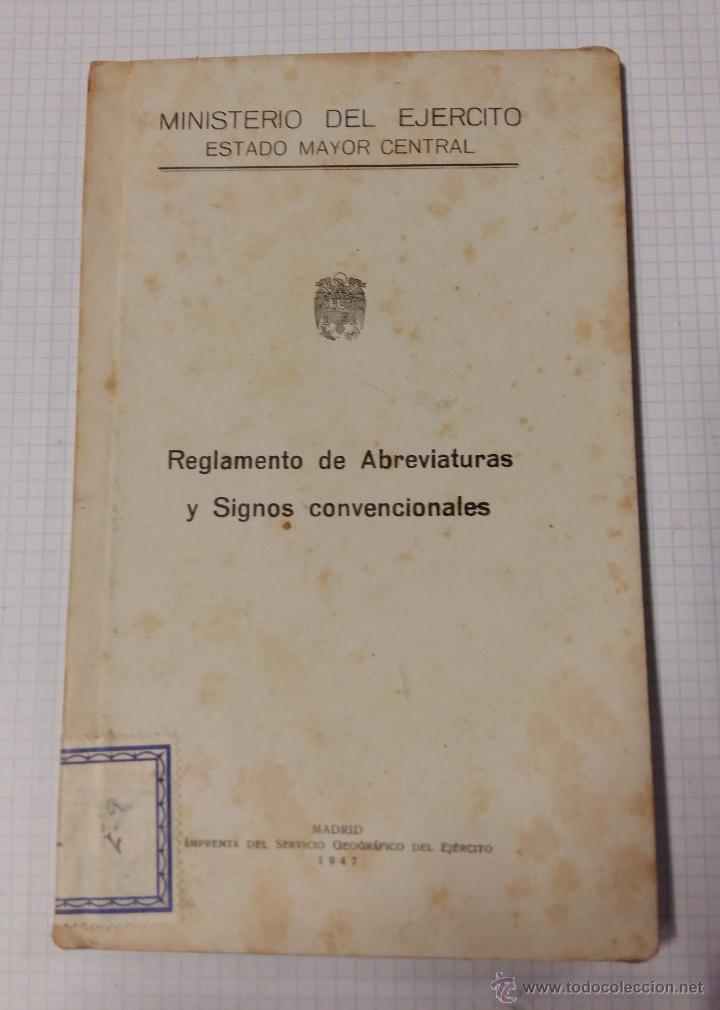 MINISTERIO DEL EJERCITO
ESTADO MAYOR CENTRAL
Reglamento de Abreviaturas
y Signos convencionales
MADRID
IMPRENTA DEL SERVICIO GEOGRÁFICO DEL EJÉRCITO
1947
www.todocoleccion.net